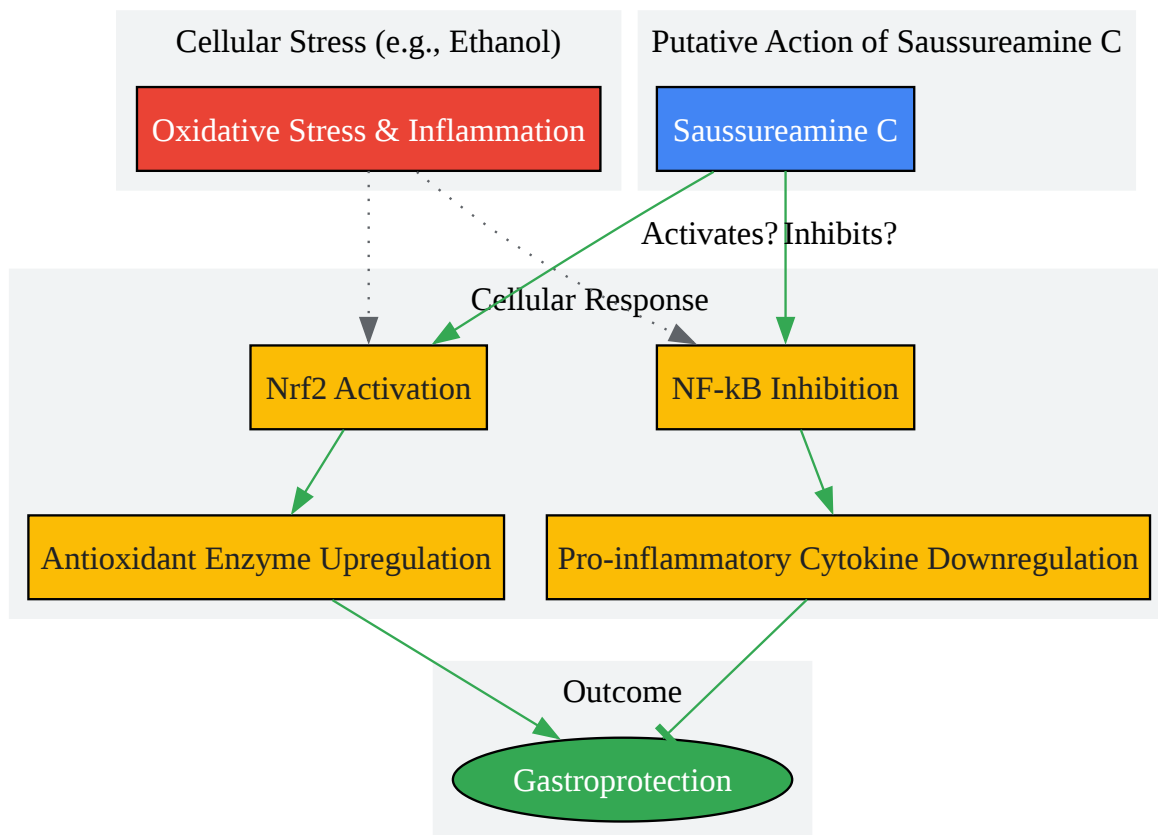 Cellular Stress (e.g., Ethanol)
Putative Action of Saussureamine C
Oxidative Stress & Inflammation
Saussureamine C
Activates?
Inhibits?
Cellular Response
Nrf2 Activation
NF-kB Inhibition
Antioxidant Enzyme Upregulation
Pro-inflammatory Cytokine Downregulation
Outcome
Gastroprotection